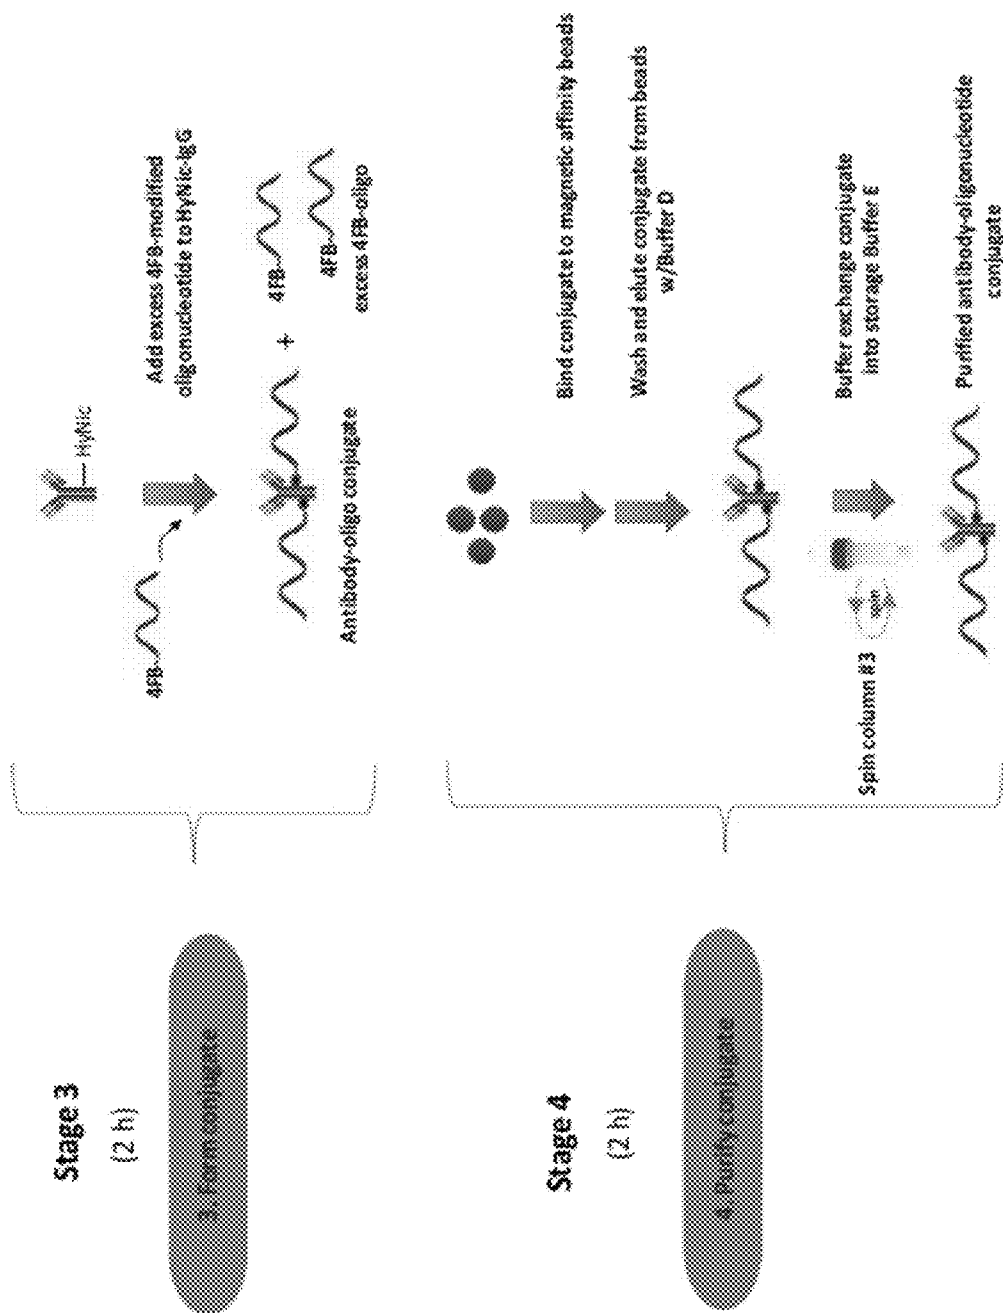 Stage 3
(2 h)
3. Form conjugate
4FB
HyNic
Add excess 4FB-modified
oligonucleotide to HyNic-IgG
+
4FB
4FB
excess 4FB-oligo
Antibody-oligo conjugate
Stage 4
(2 h)
4. Purify conjugate
Bind conjugate to magnetic affinity beads
Wash and elute conjugate from beads
w/Buffer D
Spin column #3
spin
Buffer exchange conjugate
into storage Buffer E
Purified antibody-oligonucleotide
conjugate